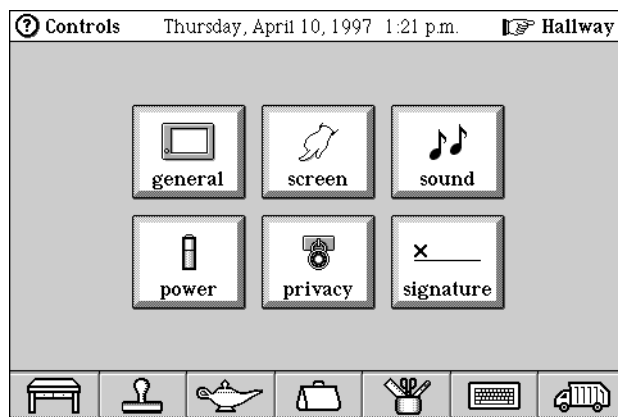 ? Controls Thursday, April 10, 1997 1:21 p.m. Hallway
general screen sound
power privacy signature